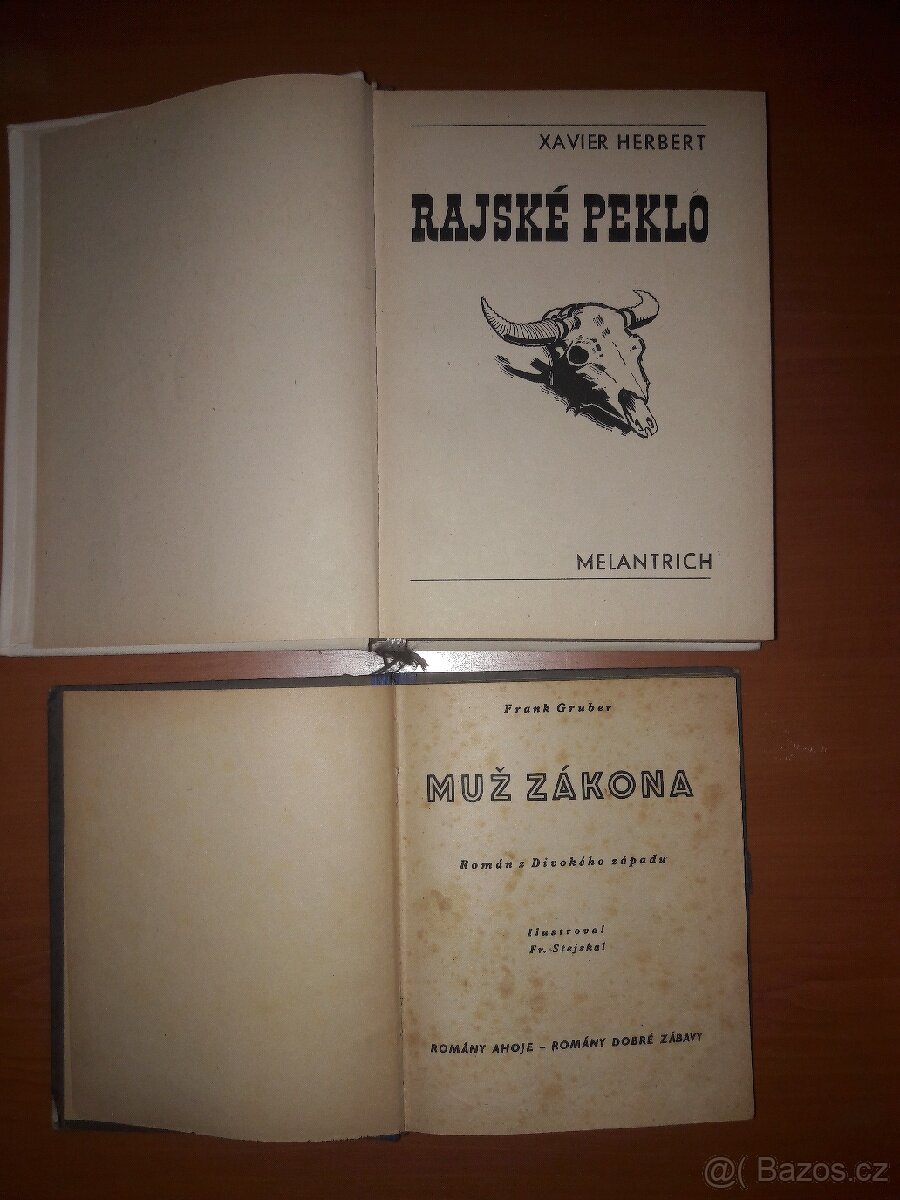 XAVIER HERBERT
RAJSKÉ PEKLO
MELANTRICH
Frank Gruber
MUŽ ZÁKONA
Román z Divokého západu
Ilustroval
Fr. Stejskal
ROMÁNY AHOJE – ROMÁNY DOBRÉ ZÁBAVY
@( Bazos.cz